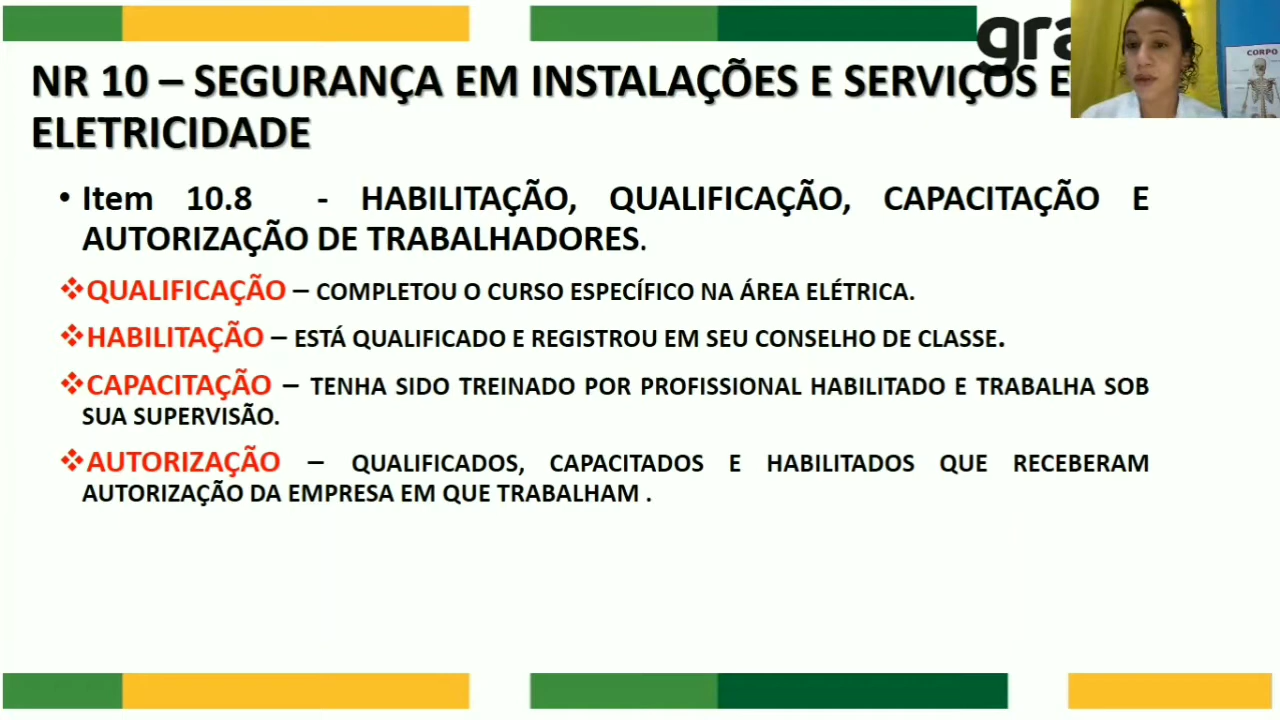 gra
NR 10 – SEGURANÇA EM INSTALAÇÕES E SERVIÇOS E
ELETRICIDADE
CORPO
• Item 10.8 - HABILITAÇÃO, QUALIFICAÇÃO, CAPACITAÇÃO E
AUTORIZAÇÃO DE TRABALHADORES.
❖QUALIFICAÇÃO – COMPLETOU O CURSO ESPECÍFICO NA ÁREA ELÉTRICA.
❖HABILITAÇÃO – ESTÁ QUALIFICADO E REGISTROU EM SEU CONSELHO DE CLASSE.
❖CAPACITAÇÃO – TENHA SIDO TREINADO POR PROFISSIONAL HABILITADO E TRABALHA SOB
SUA SUPERVISÃO.
❖AUTORIZAÇÃO – QUALIFICADOS, CAPACITADOS E HABILITADOS QUE RECEBERAM
AUTORIZAÇÃO DA EMPRESA EM QUE TRABALHAM .